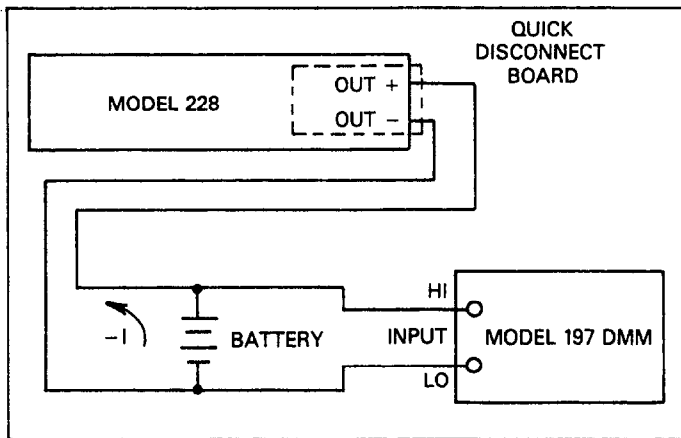 QUICK
DISCONNECT
BOARD
MODEL 228
OUT +
OUT −
−I
BATTERY
HI
INPUT
LO
MODEL 197 DMM